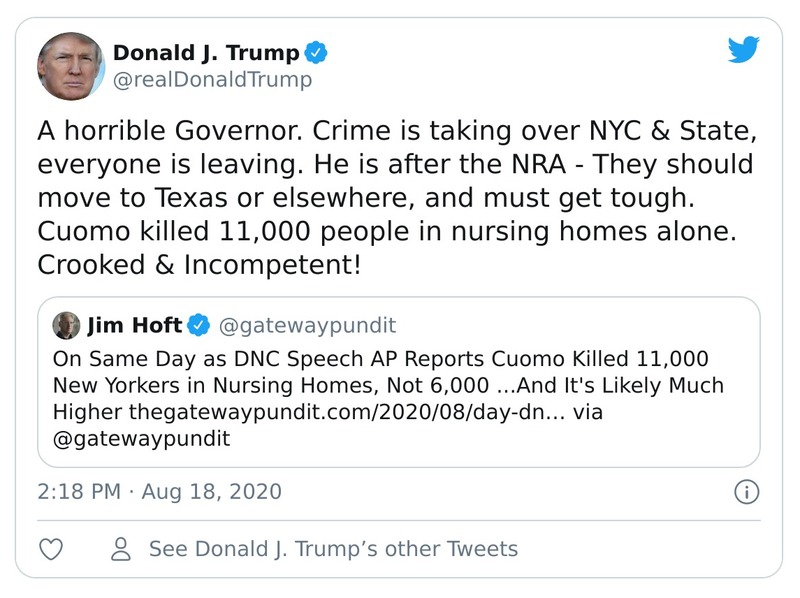 Donald J. Trump
@realDonaldTrump
A horrible Governor. Crime is taking over NYC & State,
everyone is leaving. He is after the NRA - They should
move to Texas or elsewhere, and must get tough.
Cuomo killed 11,000 people in nursing homes alone.
Crooked & Incompetent!
Jim Hoft @gatewaypundit
On Same Day as DNC Speech AP Reports Cuomo Killed 11,000
New Yorkers in Nursing Homes, Not 6,000 ...And It's Likely Much
Higher thegatewaypundit.com/2020/08/day-dn… via
@gatewaypundit
2:18 PM · Aug 18, 2020
See Donald J. Trump’s other Tweets